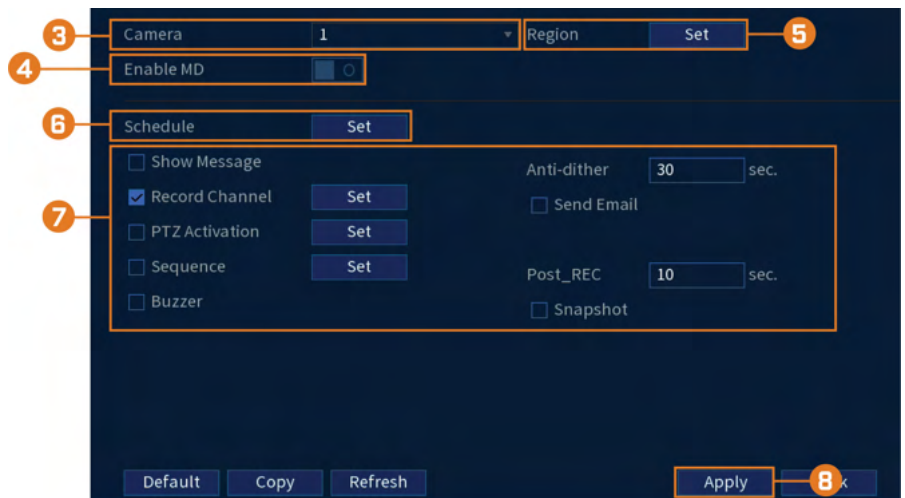 3 Camera 1 Region Set 5
4 Enable MD
6 Schedule Set
Show Message Anti-dither 30 sec.
Record Channel Set Send Email
7 PTZ Activation Set
Sequence Set Post_REC 10 sec.
Buzzer Snapshot
Default Copy Refresh Apply 8